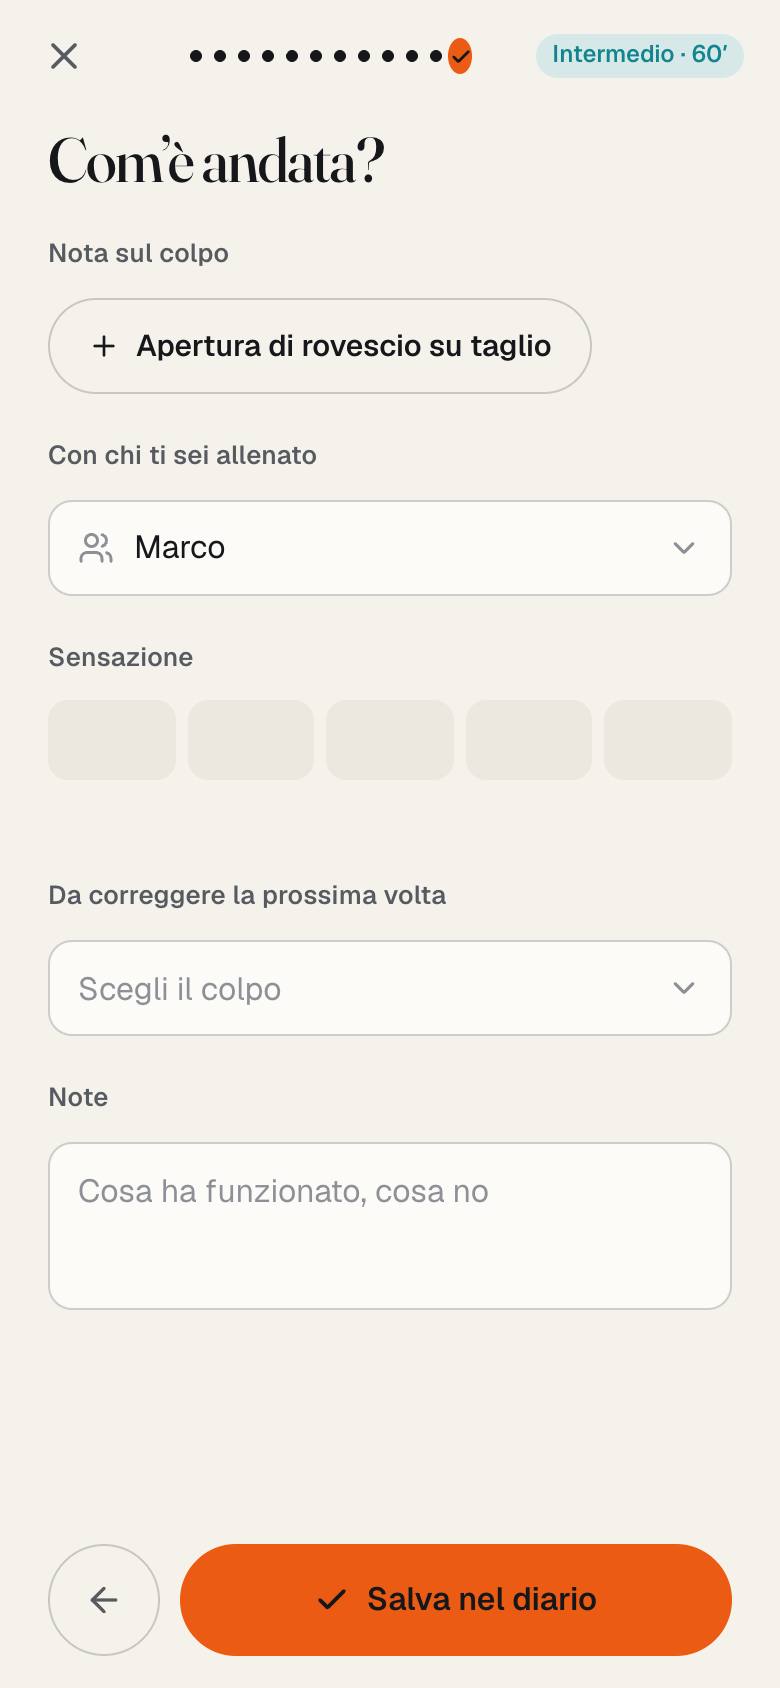 Intermedio · 60′
Com’è andata?
Nota sul colpo
Apertura di rovescio su taglio
Con chi ti sei allenato
Marco
Sensazione
Da correggere la prossima volta
Scegli il colpo
Note
Cosa ha funzionato, cosa no
Salva nel diario